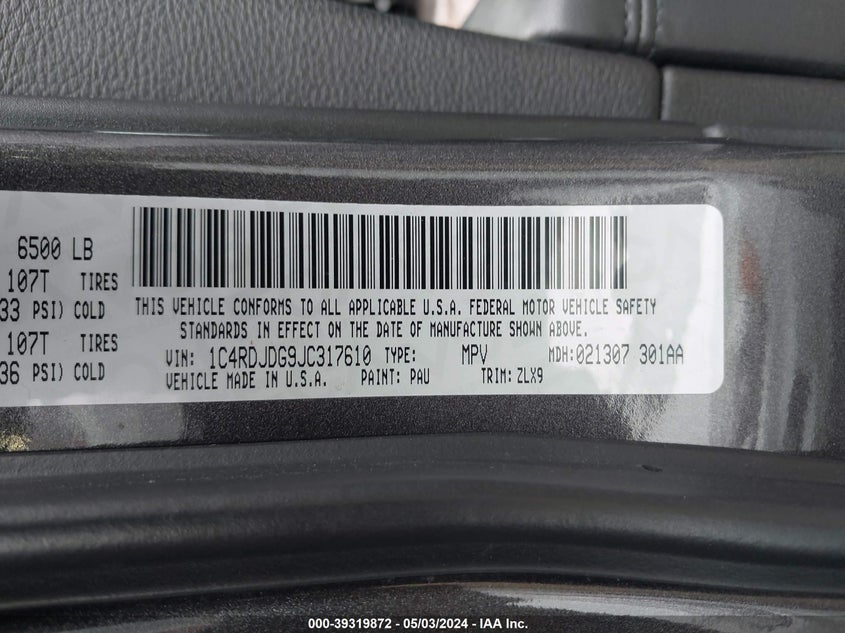 6500 LB
107T TIRES
33 PSI) COLD
107T TIRES
36 PSI) COLD
THIS VEHICLE CONFORMS TO ALL APPLICABLE U.S.A. FEDERAL MOTOR VEHICLE SAFETY
STANDARDS IN EFFECT ON THE DATE OF MANUFACTURE SHOWN ABOVE.
VIN: 1C4RDJDG9JC317610 TYPE: MPV MDH:021307 301AA
VEHICLE MADE IN U.S.A. PAINT: PAU TRIM: ZLX9
000-39319872 - 05/03/2024 - IAA Inc.